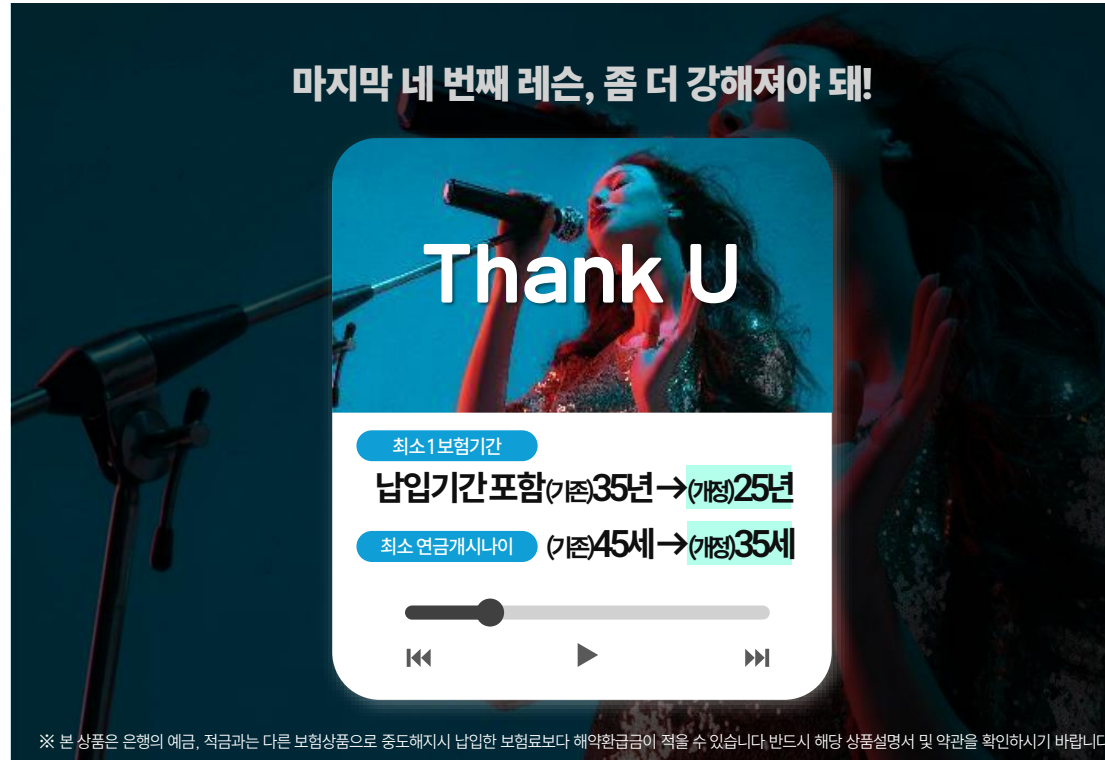 마지막 네 번째 레슨, 좀 더 강해져야 돼!
Thank U
최소1보험기간
납입기간포함(기존)35년→(개정)25년
최소 연금개시나이 (기존)45세→(개정)35세
※ 본 상품은 은행의 예금, 적금과는 다른 보험상품으로 중도해지시 납입한 보험료보다 해약환급금이 적을 수 있습니다.반드시 해당 상품설명서 및 약관을 확인하시기 바랍니다